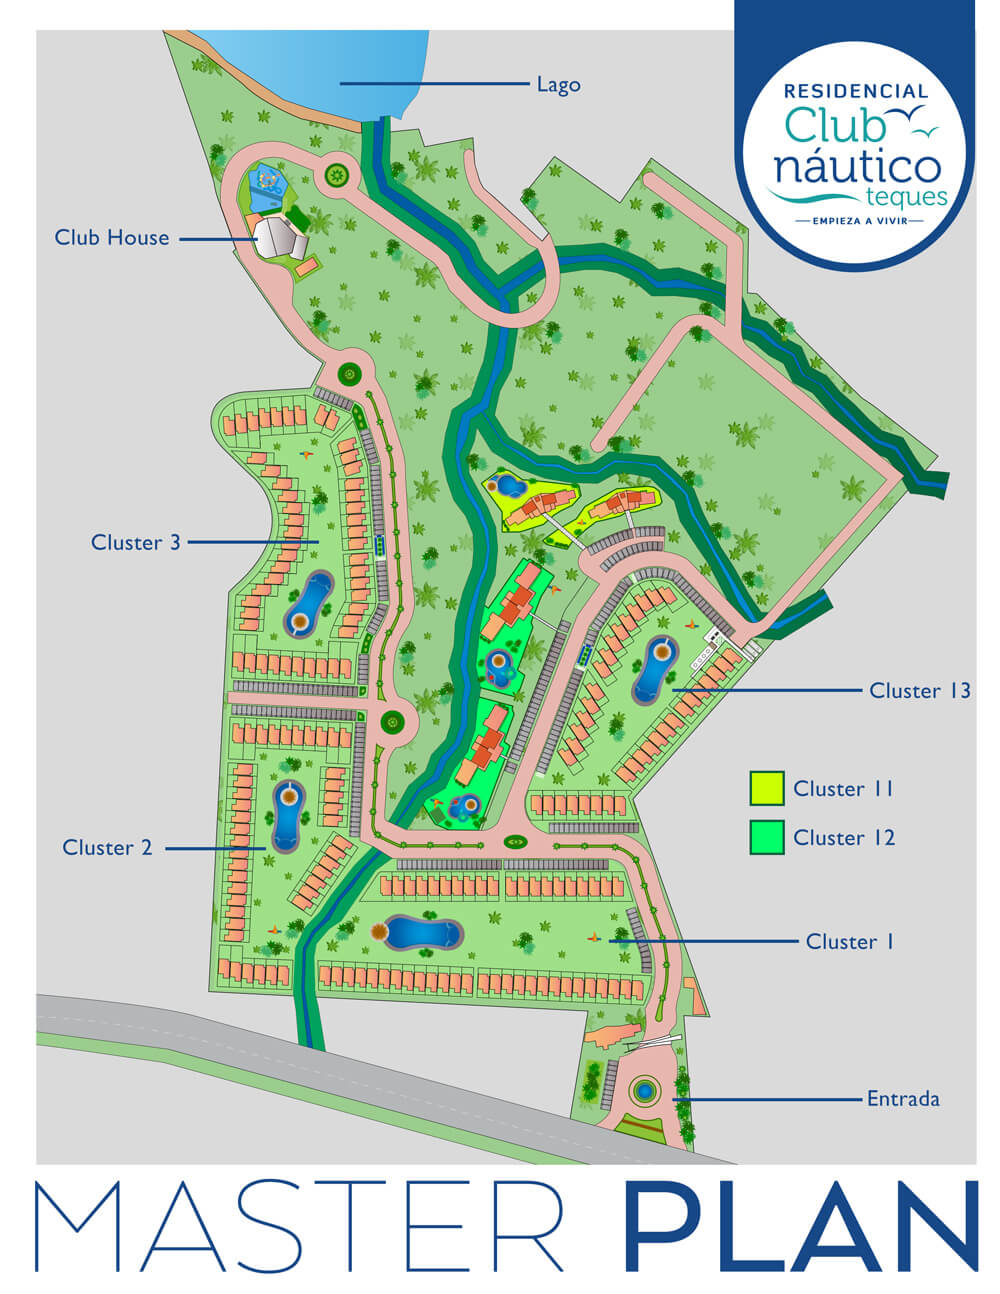 RESIDENCIAL
Club
náutico
teques
EMPIEZA A VIVIR
Lago
Club House
Cluster 3
Cluster 13
Cluster 11
Cluster 12
Cluster 2
Cluster 1
Entrada
MASTER PLAN